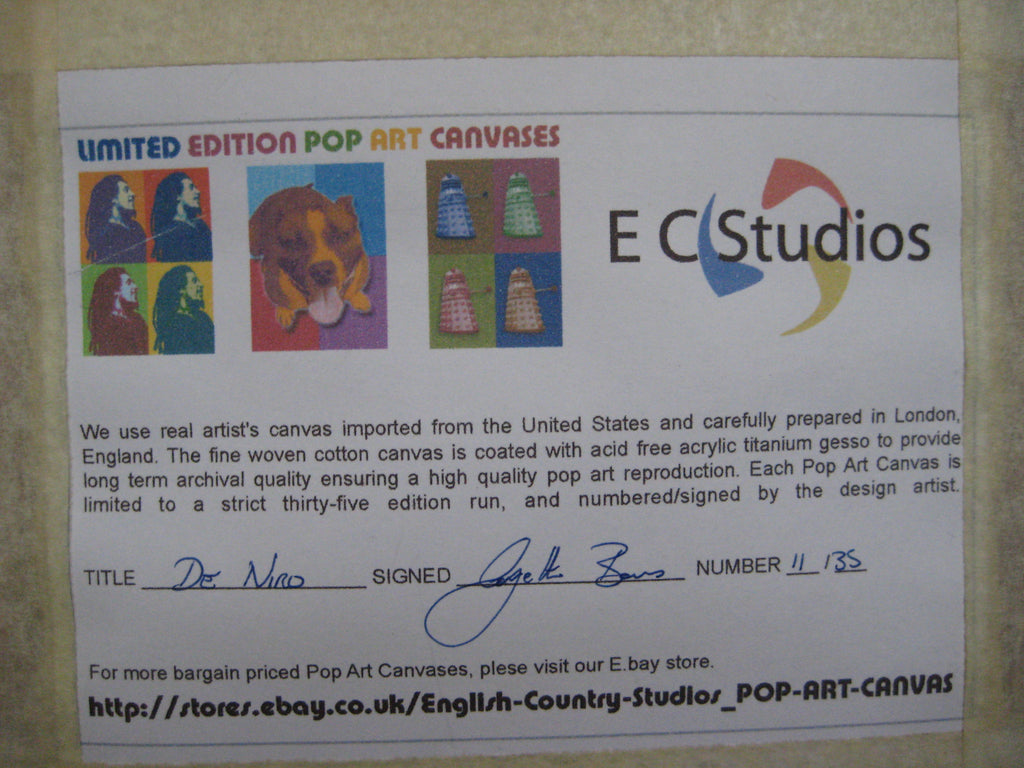 LIMITED EDITION POP ART CANVASES
E C Studios
We use real artist's canvas imported from the United States and carefully prepared in London,
England. The fine woven cotton canvas is coated with acid free acrylic titanium gesso to provide
long term archival quality ensuring a high quality pop art reproduction. Each Pop Art Canvas is
limited to a strict thirty-five edition run, and numbered/signed by the design artist.
TITLE De Niro SIGNED NUMBER 11 / 35
For more bargain priced Pop Art Canvases, plese visit our E.bay store.
http://stores.ebay.co.uk/English-Country-Studios_POP-ART-CANVAS